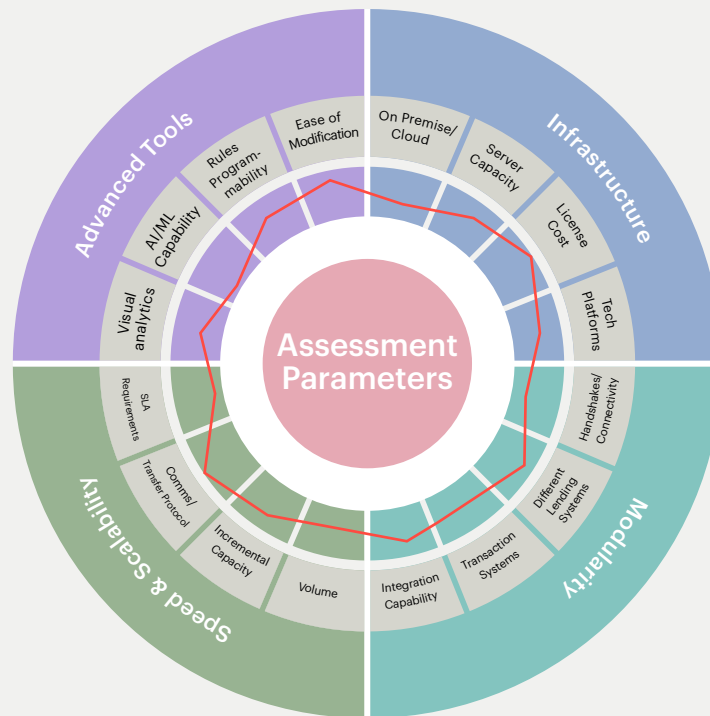 Assessment
Parameters
Advanced Tools
Visual
analytics
AI/ML
Capability
Rules
Program-
mability
Ease of
Modification
Infrastructure
On Premise/
Cloud
Server
Capacity
License
Cost
Tech
Platforms
Modularity
Handshakes/
Connectivity
Different
Lending
Systems
Transaction
Systems
Integration
Capability
Speed & Scalability
Volume
Incremental
Capacity
Comms/
Transfer Protocol
SLA
Requirements